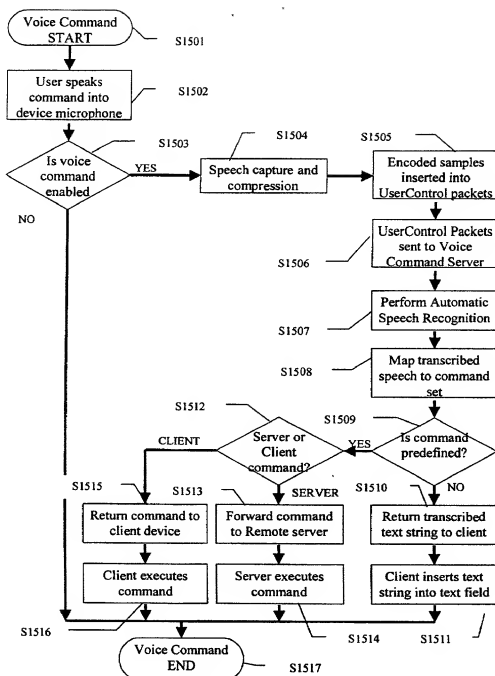 Voice Command
START
S1501
User speaks
command into
device microphone
S1502
S1503
Is voice
command
enabled
YES
NO
S1504
Speech capture and
compression
S1505
Encoded samples
inserted into
UserControl packets
UserControl Packets
sent to Voice
Command Server
S1506
Perform Automatic
Speech Recognition
S1507
Map transcribed
speech to command
set
S1508
S1509
Is command
predefined?
YES
NO
S1512
Server or
Client
command?
CLIENT
SERVER
S1515
Return command to
client device
S1513
Forward command
to Remote server
S1510
Return transcribed
text string to client
Client executes
command
Server executes
command
Client inserts text
string into text field
S1516
S1514
S1511
Voice Command
END
S1517